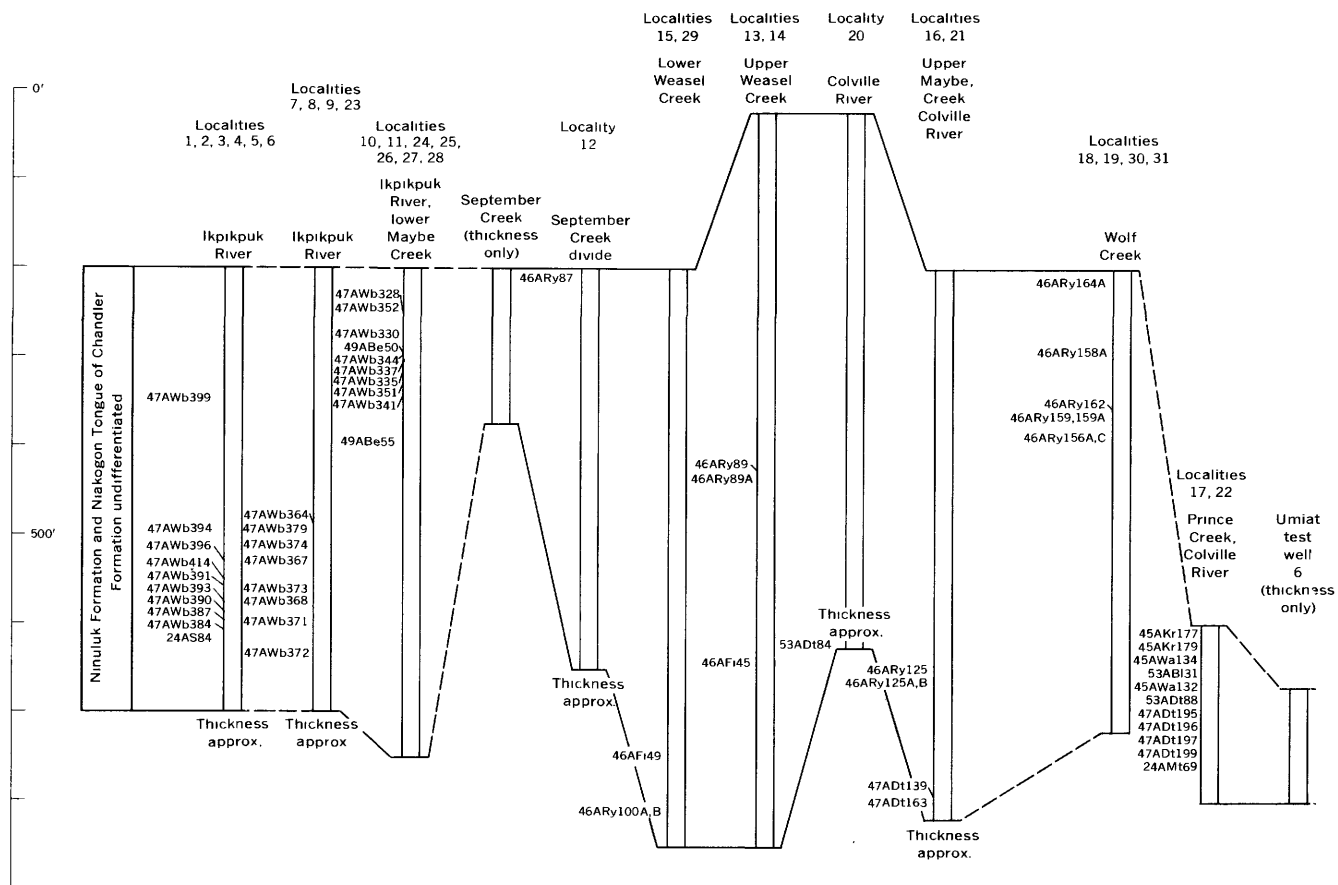 Localities
15, 29
Lower
Weasel
Creek
Localities
13, 14
Upper
Weasel
Creek
Locality
20
Colville
River
Localities
16, 21
Upper
Maybe,
Creek
Colville
River
0'
Localities
7, 8, 9, 23
Ikpikpuk
River
Localities
1, 2, 3, 4, 5, 6
Ikpikpuk
River
Localities
10, 11, 24, 25,
26, 27, 28
Ikpikpuk
River,
lower
Maybe
Creek
September
Creek
(thickness
only)
Locality
12
September
Creek
divide
Localities
18, 19, 30, 31
Wolf
Creek
Localities
17, 22
Prince
Creek,
Colville
River
Umiat
test
well
6
(thickness
only)
500'
Ninuluk Formation and Niakogon Tongue of Chandler
Formation undifferentiated
47AWb399
47AWb394
47AWb396
47AWb414
47AWb391
47AWb393
47AWb390
47AWb387
47AWb384
24AS84
Thickness
approx.
47AWb364
47AWb379
47AWb374
47AWb367
47AWb373
47AWb368
47AWb371
47AWb372
Thickness
approx
47AWb328
47AWb352
47AWb330
49ABe50
47AWb344
47AWb337
47AWb335
47AWb351
47AWb341
49ABe55
46ARy87
Thickness
approx.
46AFi49
46ARy100A,B
46ARy89
46ARy89A
46AFi45
Thickness
approx.
53ADt84
46ARy125
46ARy125A,B
47ADt139
47ADt163
Thickness
approx.
46ARy164A
46ARy158A
46ARy162
46ARy159,159A
46ARy156A,C
45AKr177
45AKr179
45AWa134
53ABl31
45AWa132
53ADt88
47ADt195
47ADt196
47ADt197
47ADt199
24AMt69